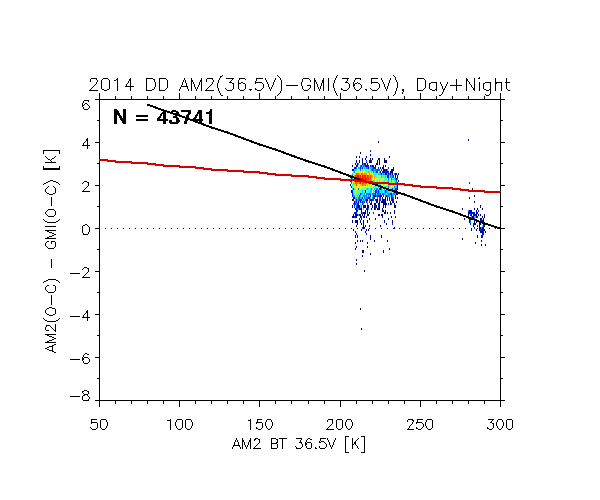 2014 DD AM2(36.5V)−GMI(36.5V), Day+Night
N = 43741
AM2(O−C) − GMI(O−C) [K]
6
4
2
0
−2
−4
−6
−8
50 100 150 200 250 300
AM2 BT 36.5V [K]